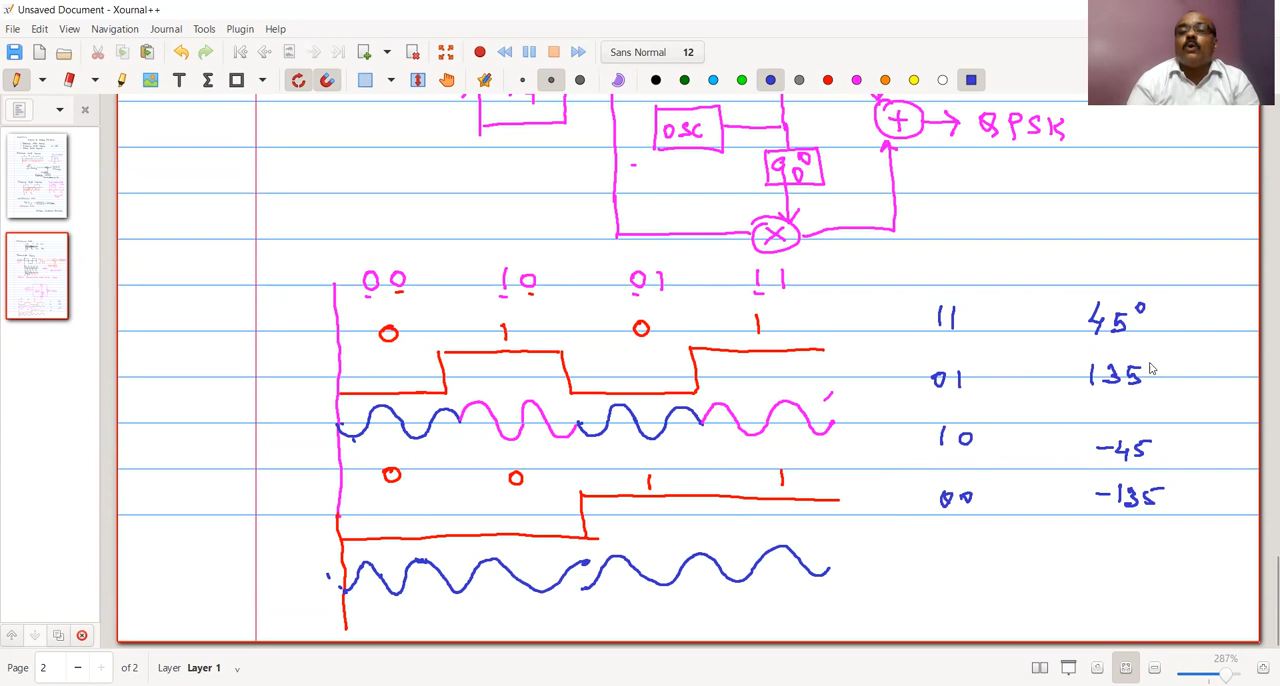 Unsaved Document - Xournal++
File Edit View Navigation Journal Tools Plugin Help
Sans Normal 12
OSC
90°
+ → QPSK
×
00 10 01 11
0 1 0 1
11 45°
01 135
0 0 1 1
10 -45
00 -135
Page 2 of 2 Layer Layer 1
287%